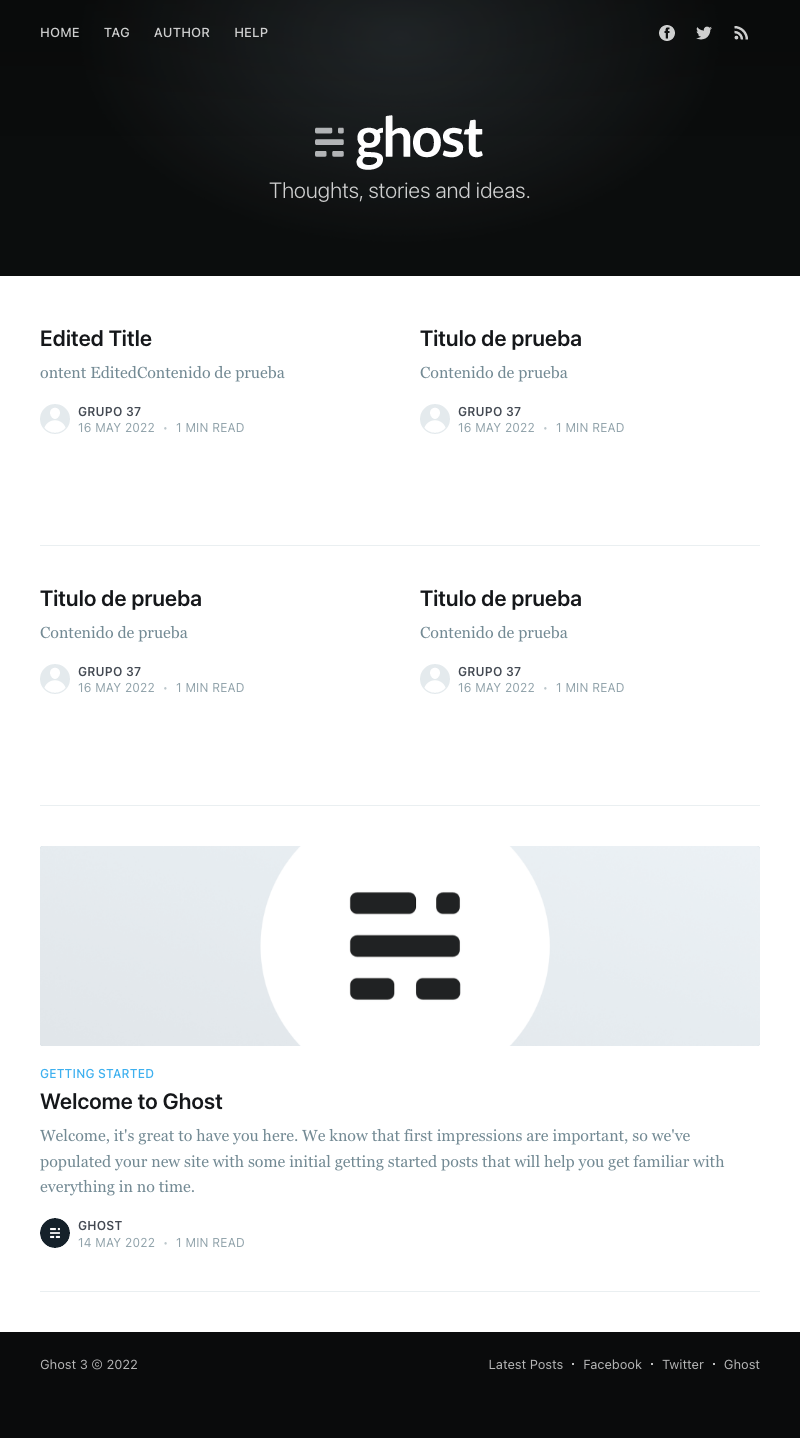 HOME TAG AUTHOR HELP
ghost
Thoughts, stories and ideas.
Edited Title
ontent EditedContenido de prueba
GRUPO 37
16 MAY 2022 • 1 MIN READ
Titulo de prueba
Contenido de prueba
GRUPO 37
16 MAY 2022 • 1 MIN READ
Titulo de prueba
Contenido de prueba
GRUPO 37
16 MAY 2022 • 1 MIN READ
Titulo de prueba
Contenido de prueba
GRUPO 37
16 MAY 2022 • 1 MIN READ
GETTING STARTED
Welcome to Ghost
Welcome, it's great to have you here. We know that first impressions are important, so we've
populated your new site with some initial getting started posts that will help you get familiar with
everything in no time.
GHOST
14 MAY 2022 • 1 MIN READ
Ghost 3 © 2022
Latest Posts • Facebook • Twitter • Ghost